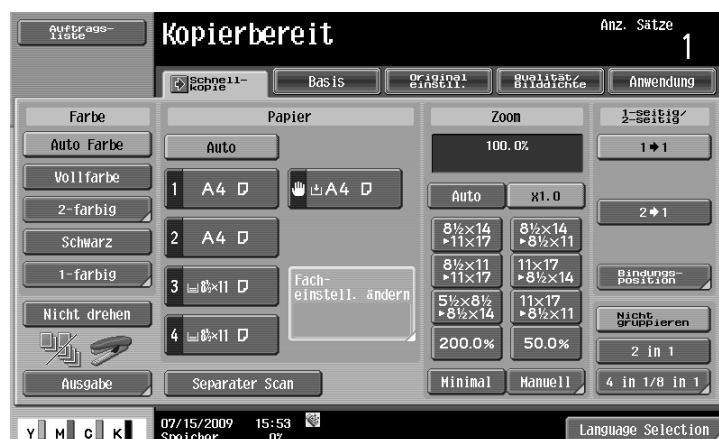 Auftrags-
liste
Kopierbereit
Anz. Sätze
1
Schnell-
kopie
Basis
Original
einstll.
Qualität/
Bilddichte
Anwendung
Farbe
Auto Farbe
Vollfarbe
2-farbig
Schwarz
1-farbig
Nicht drehen
Ausgabe
Papier
Auto
1 A4
A4
2 A4
3 8½×11
4 8½×11
Fach-
einstell. ändern
Separater Scan
Zoom
100.0%
Auto
x1.0
8½×14
▸11×17
8½×14
▸8½×11
8½×11
▸11×17
11×17
▸8½×14
5½×8½
▸8½×14
11×17
▸8½×11
200.0%
50.0%
Minimal
Manuell
1-seitig/
2-seitig
1➧1
2➧1
Bindungs-
position
Nicht
gruppieren
2 in 1
4 in 1/8 in 1
Y M C K
07/15/2009 15:53
Speicher 0%
Language Selection